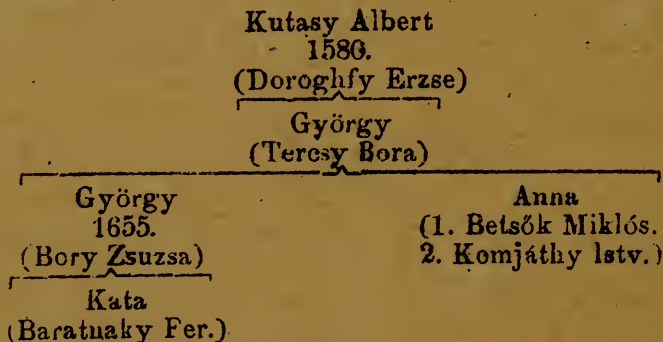 Kutasy Albert
1580.
(Doroghfy Erzse)
György
(Tercsy Bora)
György
1655.
(Bory Zsuzsa)
Kata
(Baratnaky Fer.)
Anna
(1. Betsők Miklós.
2. Komjáthy Istv.)